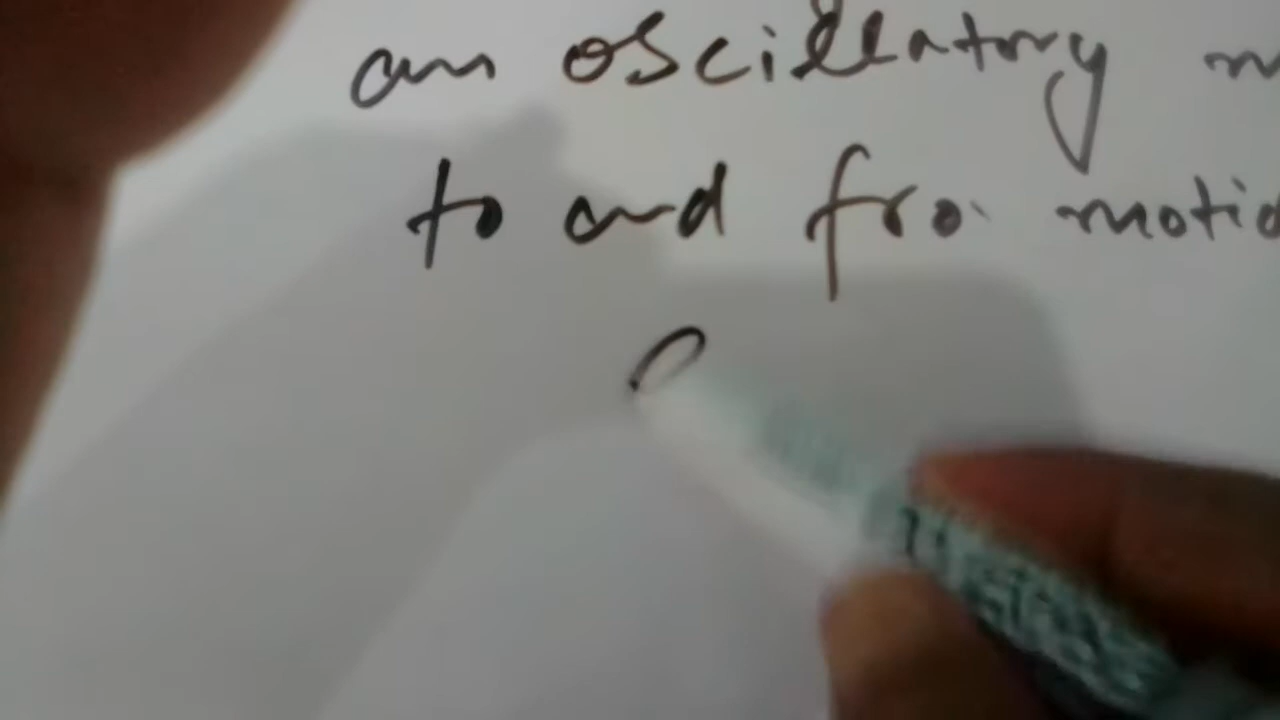 an oscillatory
to and fro motio